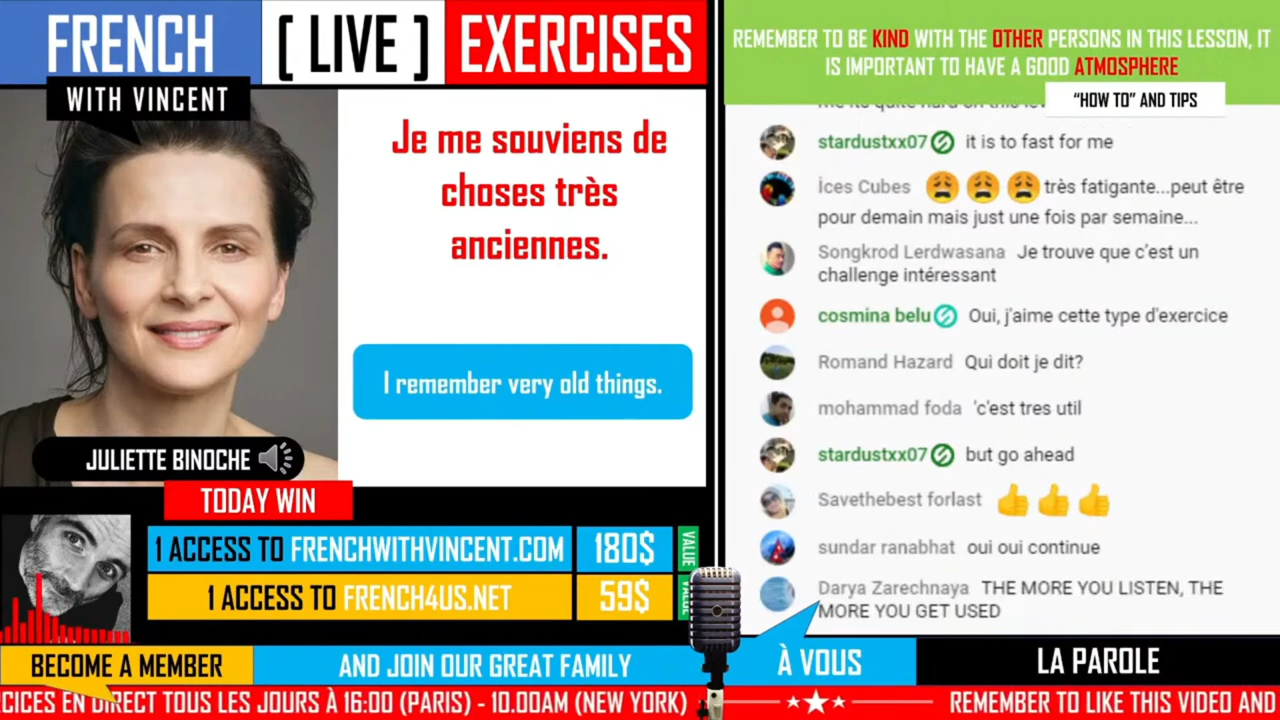 FRENCH [ LIVE ] EXERCISES
WITH VINCENT
Je me souviens de
choses très
anciennes.
I remember very old things.
JULIETTE BINOCHE
TODAY WIN
1 ACCESS TO FRENCHWITHVINCENT.COM 180$ VALUE
1 ACCESS TO FRENCH4US.NET 59$
BECOME A MEMBER AND JOIN OUR GREAT FAMILY
REMEMBER TO BE KIND WITH THE OTHER PERSONS IN THIS LESSON, IT
IS IMPORTANT TO HAVE A GOOD ATMOSPHERE
“HOW TO” AND TIPS
stardustxx07 it is to fast for me
İces Cubes 😩 😩 😩 très fatigante...peut être
pour demain mais just une fois par semaine...
Songkrod Lerdwasana Je trouve que c'est un
challenge intéressant
cosmina belu Oui, j'aime cette type d'exercice
Romand Hazard Qui doit je dit?
mohammad foda 'c'est tres util
stardustxx07 but go ahead
Savethebest forlast 👍 👍 👍
sundar ranabhat oui oui continue
Darya Zarechnaya THE MORE YOU LISTEN, THE
MORE YOU GET USED
À VOUS LA PAROLE
CICES EN DIRECT TOUS LES JOURS À 16:00 (PARIS) - 10.00AM (NEW YORK) REMEMBER TO LIKE THIS VIDEO AND